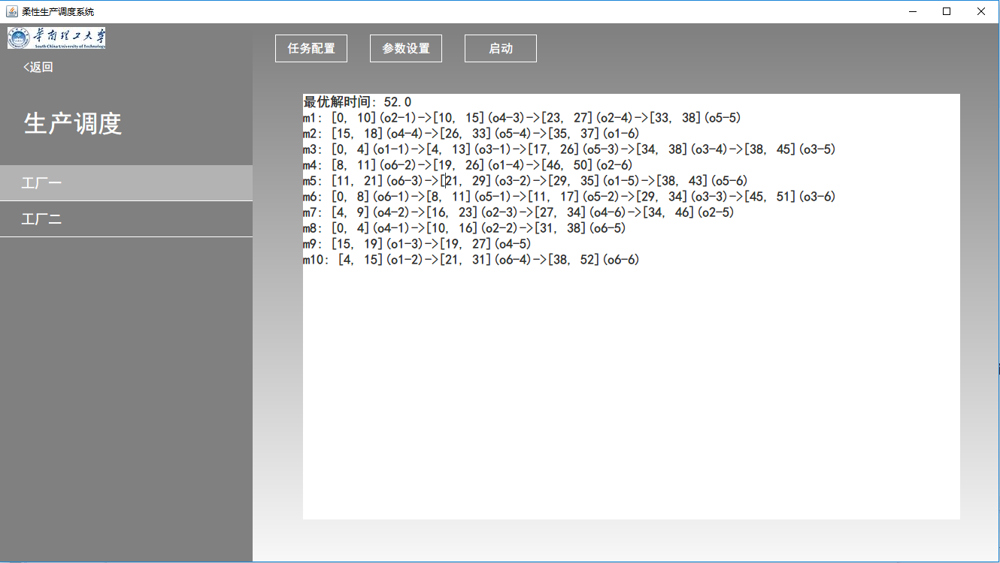 柔性生产调度系统
华南理工大学
South China University of Technology
<返回
生产调度
工厂一
工厂二
任务配置 参数设置 启动
最优解时间: 52.0
m1: [0, 10](o2-1)->[10, 15](o4-3)->[23, 27](o2-4)->[33, 38](o5-5)
m2: [15, 18](o4-4)->[26, 33](o5-4)->[35, 37](o1-6)
m3: [0, 4](o1-1)->[4, 13](o3-1)->[17, 26](o5-3)->[34, 38](o3-4)->[38, 45](o3-5)
m4: [8, 11](o6-2)->[19, 26](o1-4)->[46, 50](o2-6)
m5: [11, 21](o6-3)->[21, 29](o3-2)->[29, 35](o1-5)->[38, 43](o5-6)
m6: [0, 8](o6-1)->[8, 11](o5-1)->[11, 17](o5-2)->[29, 34](o3-3)->[45, 51](o3-6)
m7: [4, 9](o4-2)->[16, 23](o2-3)->[27, 34](o4-6)->[34, 46](o2-5)
m8: [0, 4](o4-1)->[10, 16](o2-2)->[31, 38](o6-5)
m9: [15, 19](o1-3)->[19, 27](o4-5)
m10: [4, 15](o1-2)->[21, 31](o6-4)->[38, 52](o6-6)